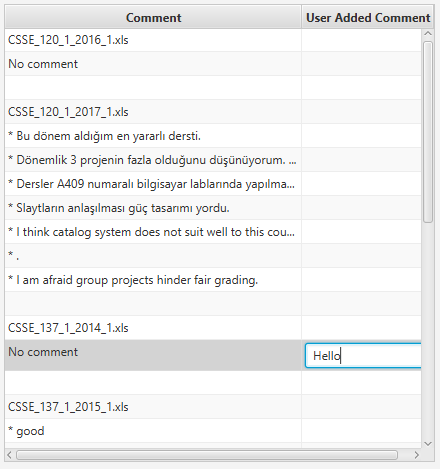 Comment User Added Comment
CSSE_120_1_2016_1.xls
No comment
CSSE_120_1_2017_1.xls
* Bu dönem aldığım en yararlı dersti.
* Dönemlik 3 projenin fazla olduğunu düşünüyorum. ...
* Dersler A409 numaralı bilgisayar lablarında yapılma...
* Slaytların anlaşılması güç tasarımı yordu.
* I think catalog system does not suit well to this cou...
* .
* I am afraid group projects hinder fair grading.
CSSE_137_1_2014_1.xls
No comment Hello
CSSE_137_1_2015_1.xls
* good